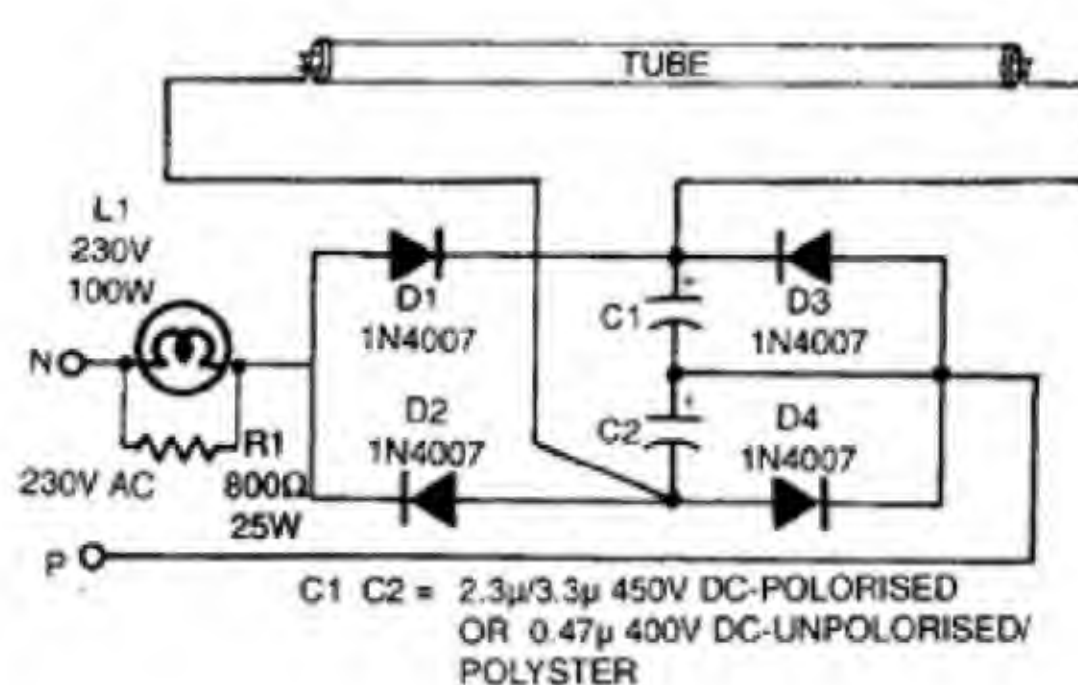 TUBE
L1
230V
100W
N
R1
800Ω
25W
230V AC
P
D1
1N4007
D2
1N4007
C1
+
C2
+
D3
1N4007
D4
1N4007
C1 C2 = 2.3µ/3.3µ 450V DC-POLORISED
OR 0.47µ 400V DC-UNPOLORISED/
POLYSTER